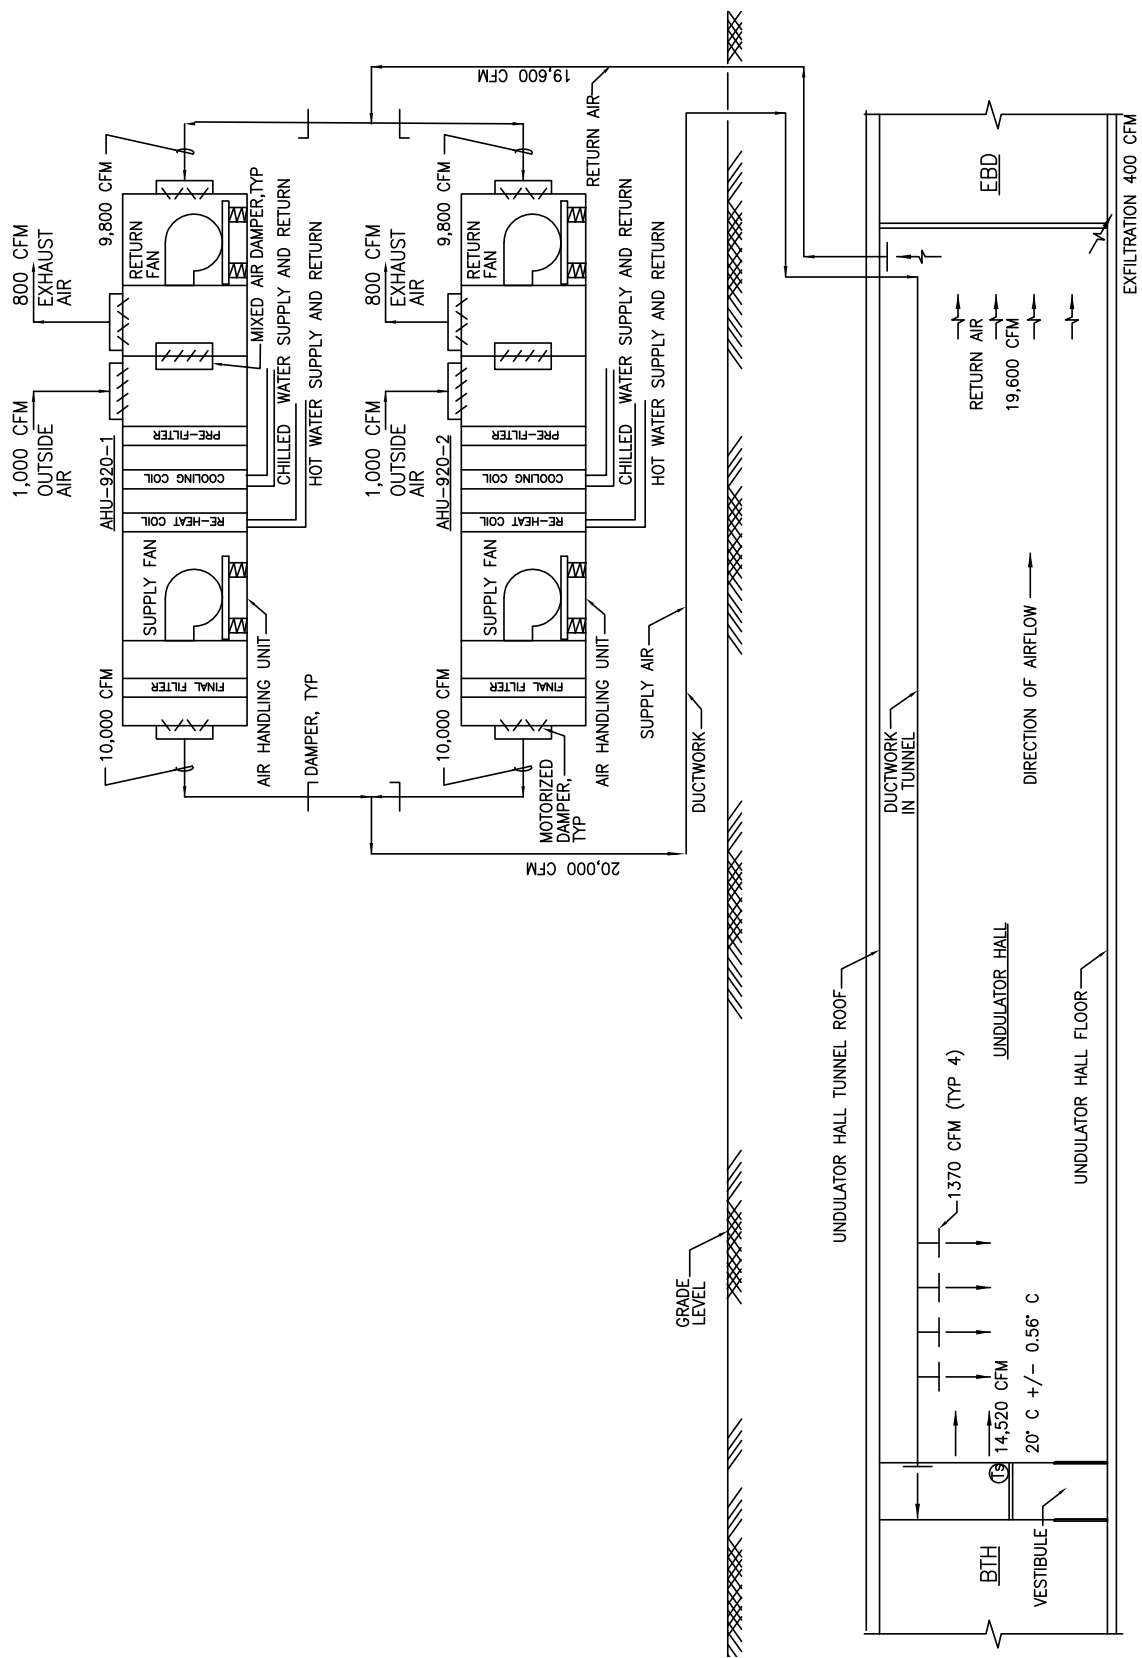 1,000 CFM
OUTSIDE
AIR
800 CFM
EXHAUST
AIR
10,000 CFM
AHU-920-1
9,800 CFM
FINAL FILTER
SUPPLY FAN
RE-HEAT COIL
COOLING COIL
PRE-FILTER
RETURN
FAN
AIR HANDLING UNIT
MIXED AIR DAMPER,TYP
CHILLED WATER SUPPLY AND RETURN
HOT WATER SUPPLY AND RETURN
DAMPER, TYP
1,000 CFM
OUTSIDE
AIR
800 CFM
EXHAUST
AIR
10,000 CFM
AHU-920-2
9,800 CFM
FINAL FILTER
SUPPLY FAN
RE-HEAT COIL
COOLING COIL
PRE-FILTER
RETURN
FAN
19,600 CFM
MOTORIZED
DAMPER,
TYP
AIR HANDLING UNIT
RETURN AIR
CHILLED WATER SUPPLY AND RETURN
HOT WATER SUPPLY AND RETURN
20,000 CFM
SUPPLY AIR
DUCTWORK
GRADE
LEVEL
UNDULATOR HALL TUNNEL ROOF
DUCTWORK
IN TUNNEL
1370 CFM (TYP 4)
BTH
Ts
14,520 CFM
20° C +/- 0.56° C
VESTIBULE
UNDULATOR HALL
DIRECTION OF AIRFLOW
RETURN AIR
19,600 CFM
EBD
UNDULATOR HALL FLOOR
EXFILTRATION 400 CFM